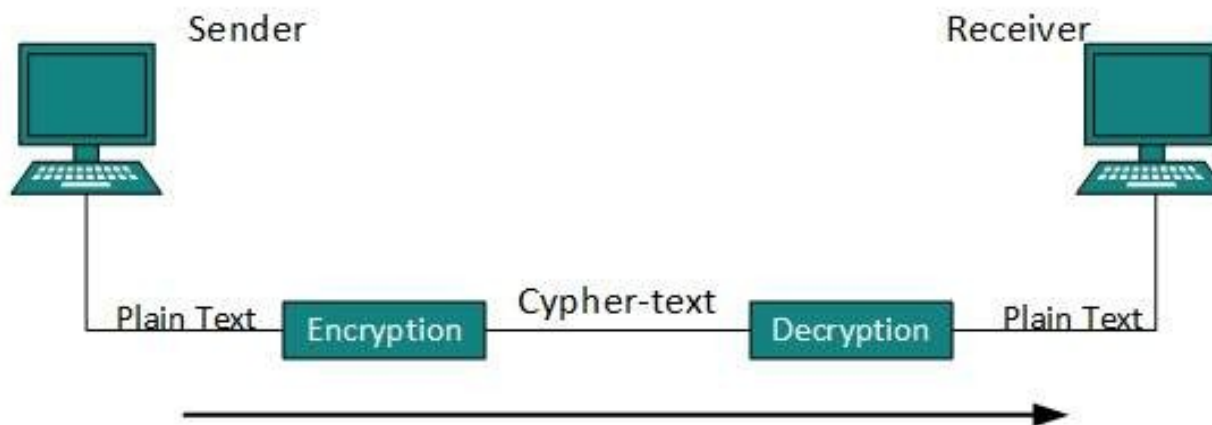 Sender
Receiver
Plain Text
Encryption
Cypher-text
Decryption
Plain Text